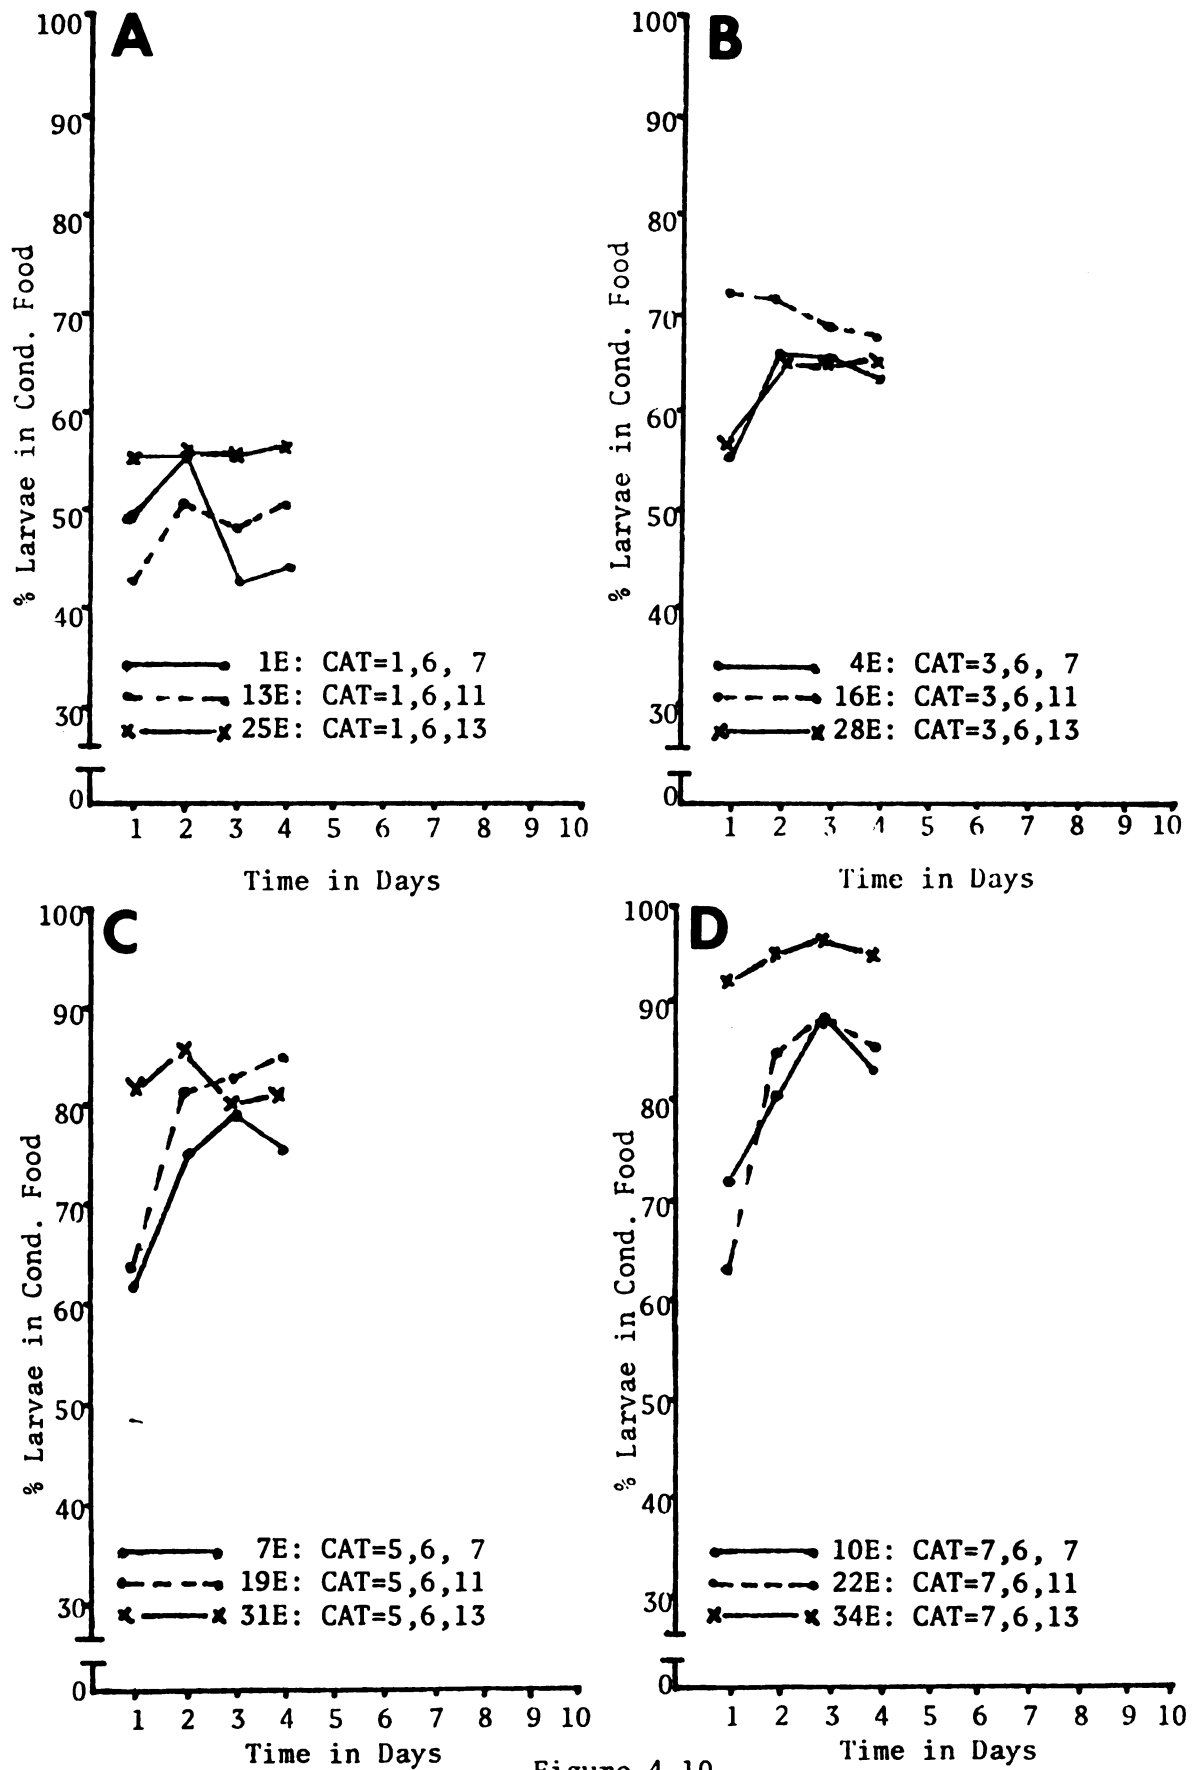 A
100
90
80
70
60
50
40
30
0
% Larvae in Cond. Food
1E: CAT=1,6, 7
13E: CAT=1,6,11
25E: CAT=1,6,13
1 2 3 4 5 6 7 8 9 10
Time in Days
B
100
90
80
70
60
50
40
30
0
% Larvae in Cond. Food
4E: CAT=3,6, 7
16E: CAT=3,6,11
28E: CAT=3,6,13
1 2 3 4 5 6 7 8 9 10
Time in Days
C
100
90
80
70
60
50
40
30
0
% Larvae in Cond. Food
7E: CAT=5,6, 7
19E: CAT=5,6,11
31E: CAT=5,6,13
1 2 3 4 5 6 7 8 9 10
Time in Days
D
100
90
80
70
60
50
40
30
0
% Larvae in Cond. Food
10E: CAT=7,6, 7
22E: CAT=7,6,11
34E: CAT=7,6,13
1 2 3 4 5 6 7 8 9 10
Time in Days
Figure 4.10